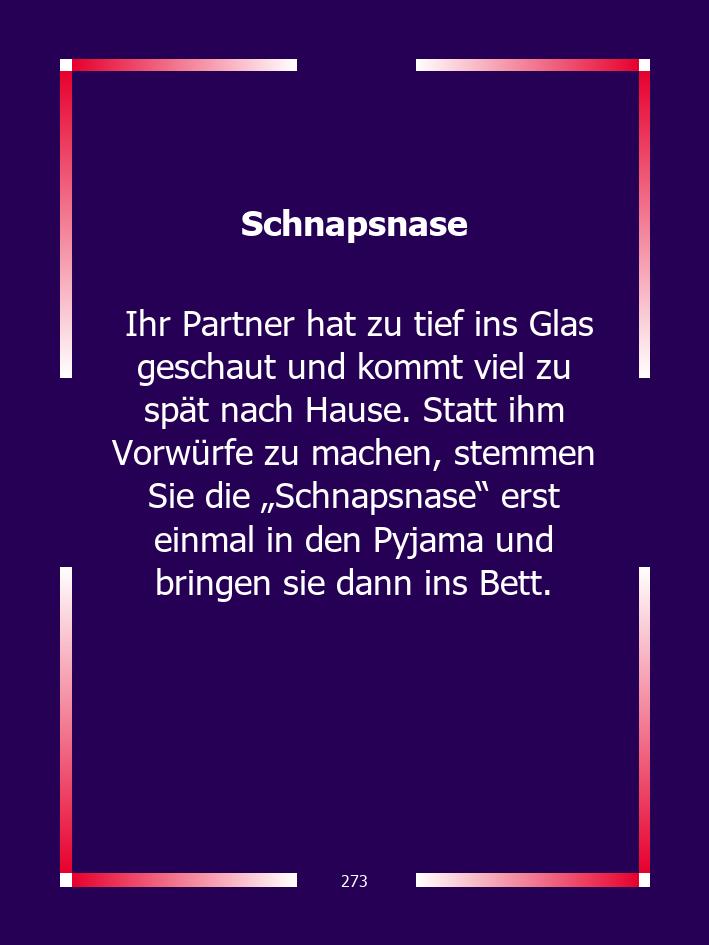 Schnapsnase
Ihr Partner hat zu tief ins Glas
geschaut und kommt viel zu
spät nach Hause. Statt ihm
Vorwürfe zu machen, stemmen
Sie die „Schnapsnase‟ erst
einmal in den Pyjama und
bringen sie dann ins Bett.
273